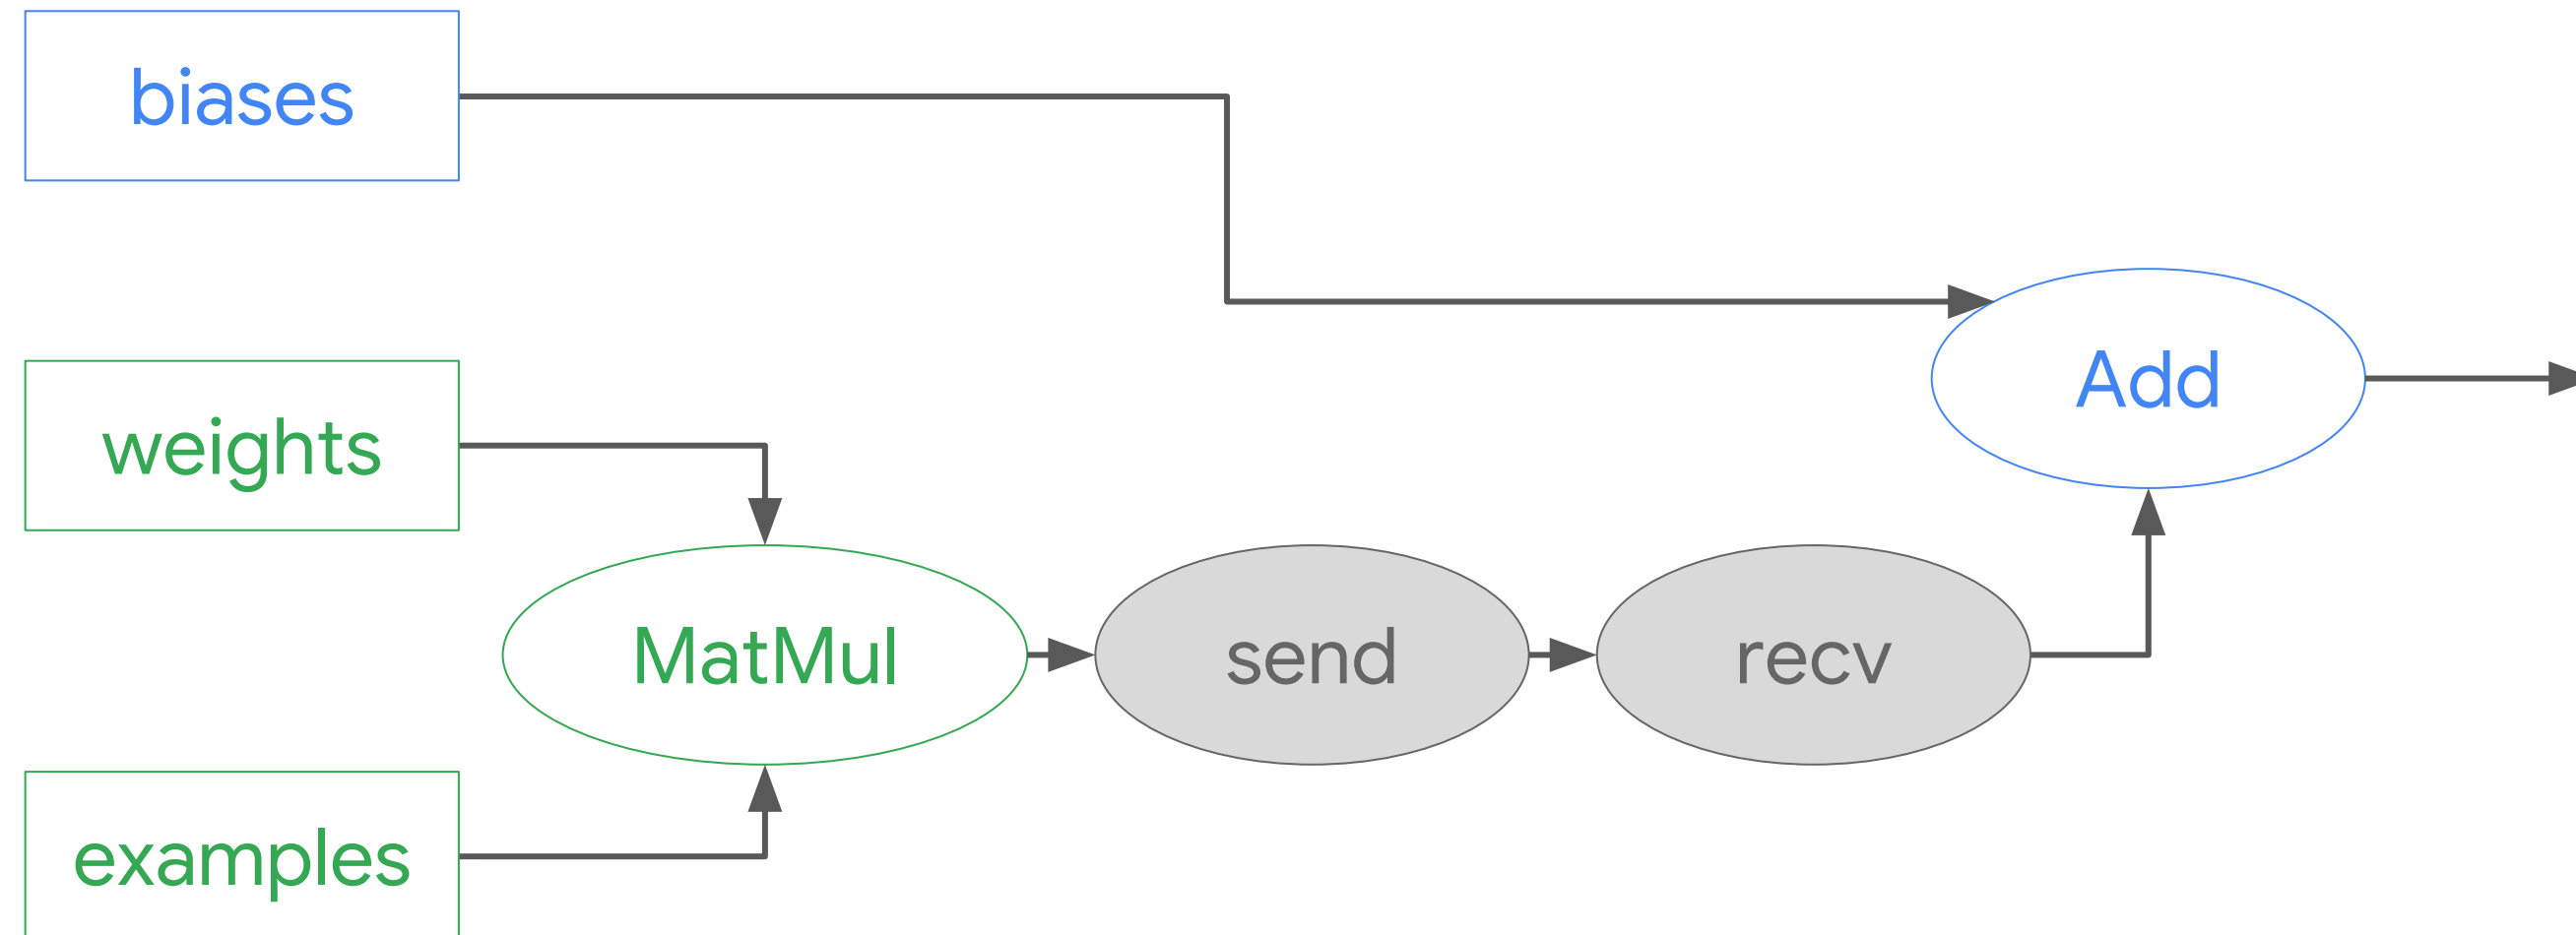 biases
Add
weights
MatMul
send
recv
examples